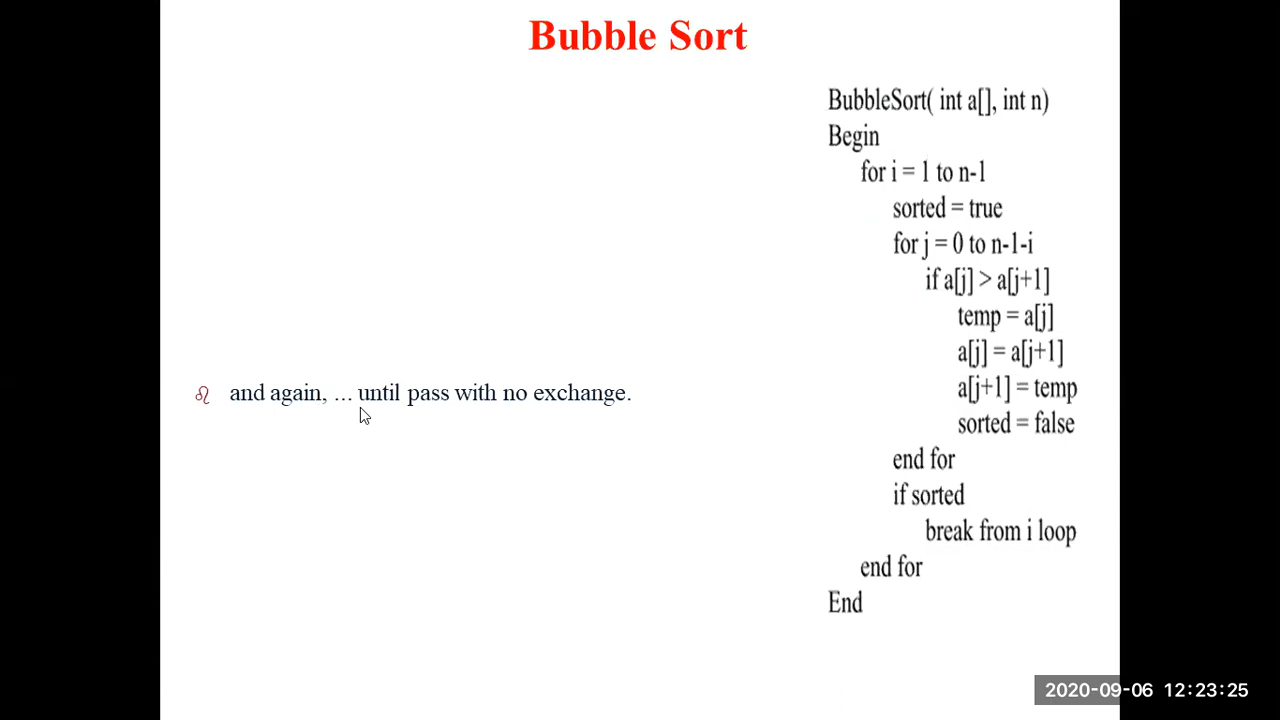 Bubble Sort
BubbleSort( int a[], int n)
Begin
for i = 1 to n-1
sorted = true
for j = 0 to n-1-i
if a[j] > a[j+1]
temp = a[j]
a[j] = a[j+1]
a[j+1] = temp
sorted = false
end for
if sorted
break from i loop
end for
End
and again, ... until pass with no exchange.
2020-09-06 12:23:25